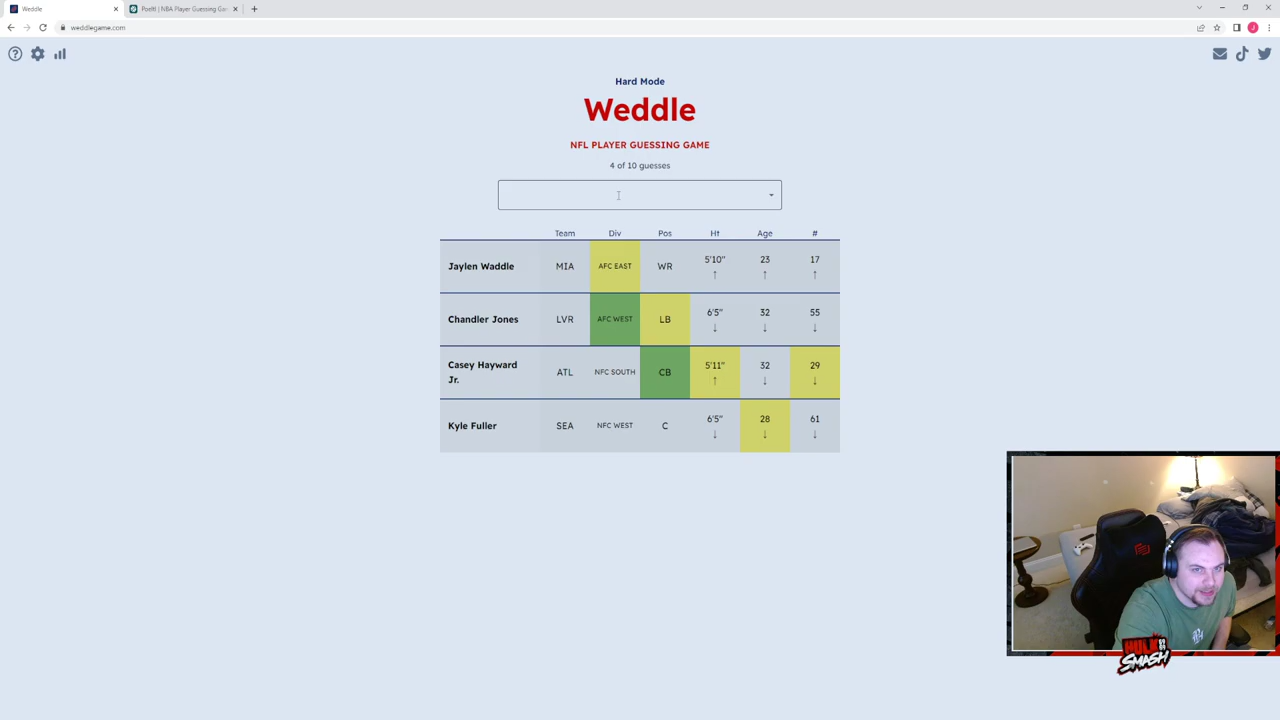 Weddle
Poeltl | NBA Player Guessing Ga
weddlegame.com
Hard Mode
Weddle
NFL PLAYER GUESSING GAME
4 of 10 guesses
Team Div Pos Ht Age #
Jaylen Waddle MIA AFC EAST WR 5'10" ↑ 23 ↑ 17 ↑
Chandler Jones LVR AFC WEST LB 6'5" ↓ 32 ↓ 55 ↓
Casey Hayward Jr. ATL NFC SOUTH CB 5'11" ↑ 32 ↓ 29 ↓
Kyle Fuller SEA NFC WEST C 6'5" ↓ 28 ↓ 61 ↓
HULK
SMASH